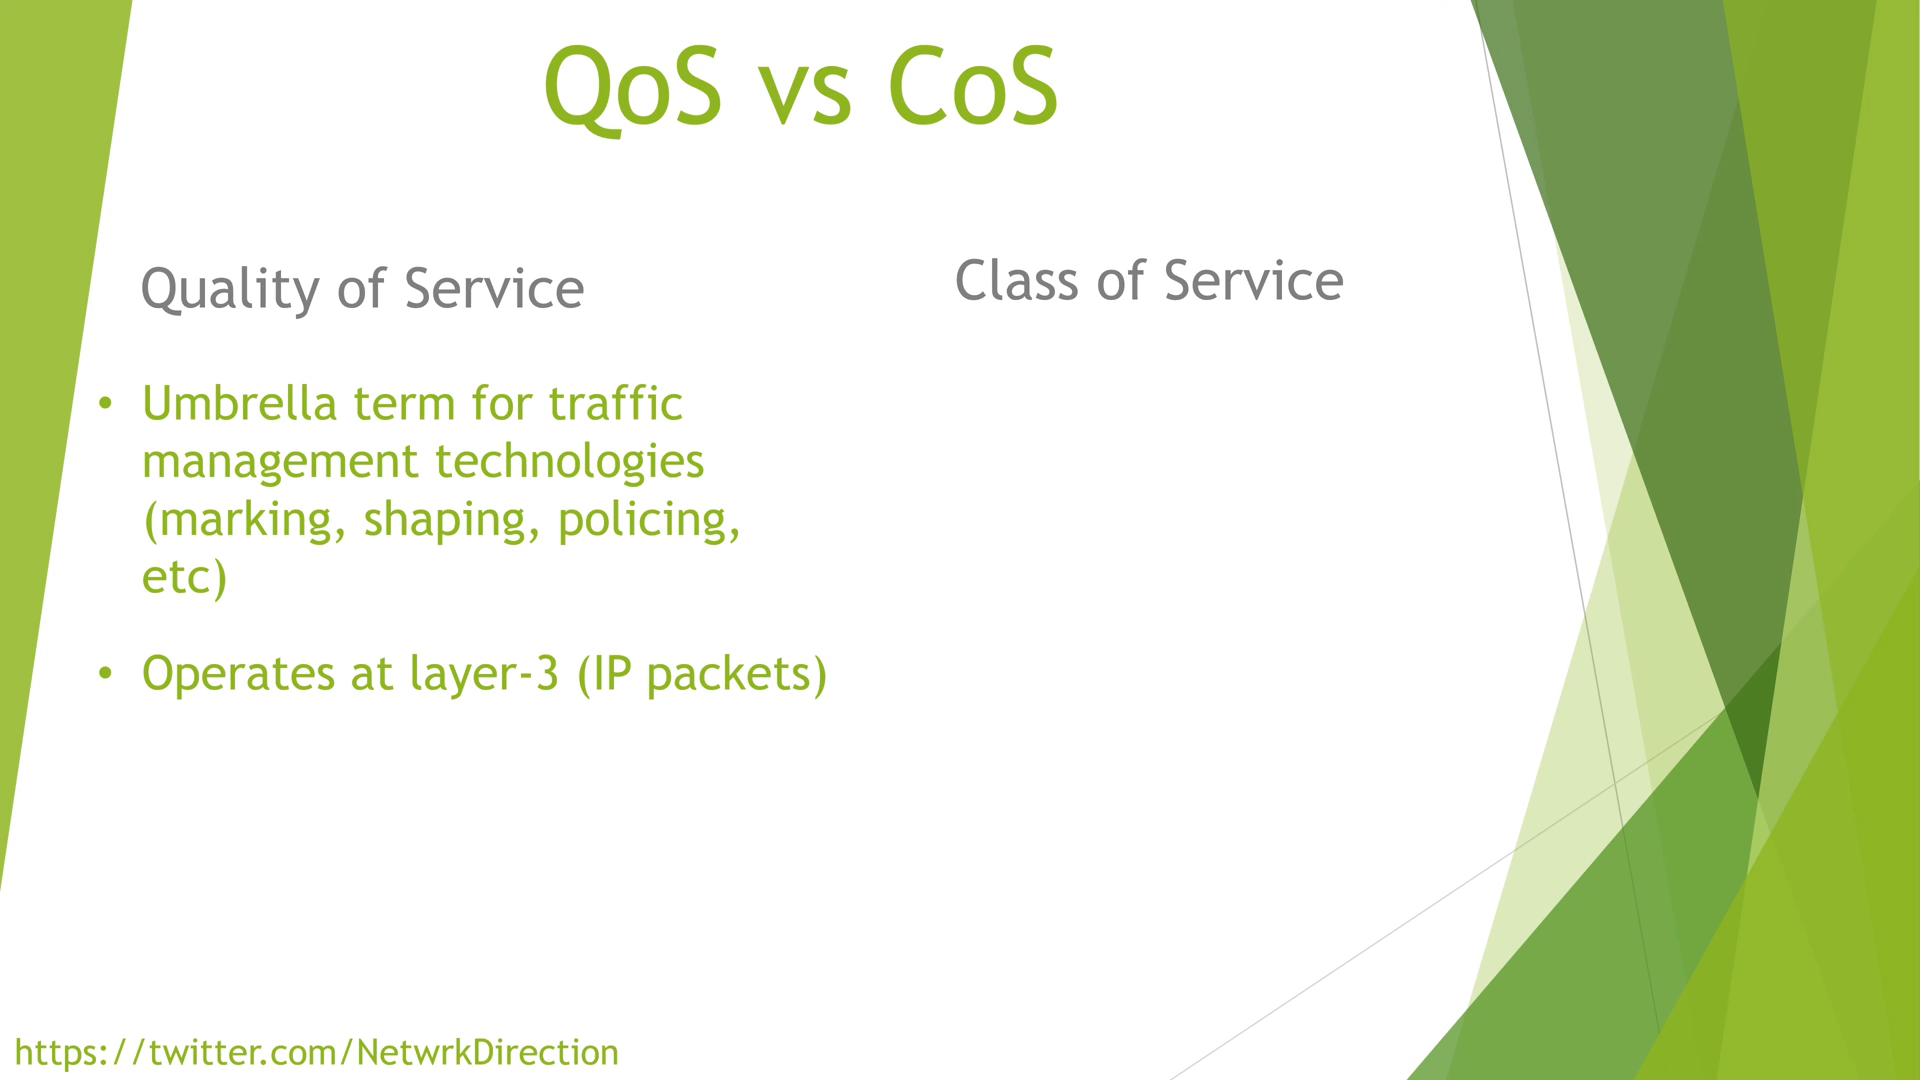 QoS vs CoS
Quality of Service
Class of Service
• Umbrella term for traffic
management technologies
(marking, shaping, policing,
etc)
• Operates at layer-3 (IP packets)
https://twitter.com/NetwrkDirection